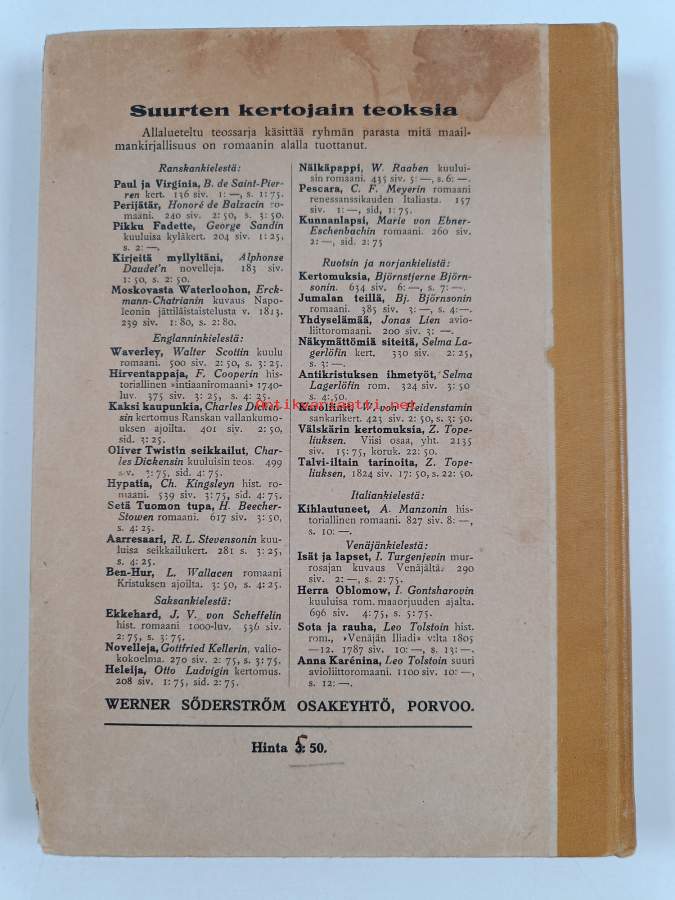 Suurten kertojain teoksia
Allalueteltu teossarja käsittää ryhmän parasta mitä maail-
mankirjallisuus on romaanin alalla tuottanut.
Ranskankielestä:
Paul ja Virginia, B. de Saint-Pier-
ren kert. 136 siv. 1: —, s. 1: 75.
Perijätär, Honoré de Balzacin ro-
maani. 240 siv. 2: 50, s. 3: 50.
Pikku Fadette, George Sandin
kuuluisa kyläkert. 204 siv. 1: 25,
s. 2: —.
Kirjeitä myllyltäni, Alphonse
Daudet'n novelleja. 183 siv.
1: 50, s. 2: 50.
Moskovasta Waterloohon, Erck-
mann-Chatrianin kuvaus Napo-
leonin jättiläistaistelusta v. 1813.
239 siv. 1: 80, s. 2: 80.
Englanninkielestä:
Waverley, Walter Scottin kuulu
romaani. 500 siv. 2: 50, s. 3: 25.
Hirventappaja, F. Cooperin his-
toriallinen »intiaaniromaani» 1740-
luv. 375 siv. 3: 25, s. 4: 25.
Kaksi kaupunkia, Charles Dicken-
sin kertomus Ranskan vallankumo-
uksen ajoilta. 401 siv. 2: 50,
sid. 3: 25.
Oliver Twistin seikkailut, Char-
les Dickensin kuuluisin teos. 499
siv. 3: 75, sid. 4: 75.
Hypatia, Ch. Kingsleyn hist. ro-
maani. 539 siv. 3: 75, sid. 4: 75.
Setä Tuomon tupa, H. Beecher-
Stowen romaani. 617 siv. 3: 50,
s. 4: 25.
Aarresaari, R. L. Stevensonin kuu-
luisa seikkailukert. 281 s. 3: 25,
s. 4: 25.
Ben-Hur, L. Wallacen romaani
Kristuksen ajoilta. 3: 50, s. 4: 25.
Saksankielestä:
Ekkehard, J. V. von Scheffelin
hist. romaani 1000-luv. 536 siv.
2: 75, s. 3: 75.
Novelleja, Gottfried Kellerin, valio-
kokoelma. 270 siv. 2: 75, s. 3: 75.
Heleija, Otto Ludvigin kertomus.
208 siv. 1: 75, sid. 2: 75.
Nälkäpappi, W. Raaben kuului-
sin romaani. 435 siv. 5: —, s. 6: —.
Pescara, C. F. Meyerin romaani
renessanssikauden Italiasta. 157
siv. 1: —, sid, 1: 75.
Kunnanlapsi, Marie von Ebner-
Eschenbachin romaani. 260 siv.
2: —, sid. 2: 75
Ruotsin ja norjankielistä:
Kertomuksia, Björnstjerne Björn-
sonin. 634 siv. 6: —, s. 7: —.
Jumalan teillä, Bj. Björnsonin
romaani. 385 siv. 3: —, s. 4: —.
Yhdyselämää, Jonas Lien avio-
liittoromaani. 200 siv. 3: —.
Näkymättömiä siteitä, Selma La-
gerlöfin kert. 330 siv. 2: 25,
s. 3: —.
Antikristuksen ihmetyöt, Selma
Lagerlöfin rom. 324 siv. 3: 50
s. 4: 50.
Karolinit, V. von Heidenstamin
sankarikert. 423 siv. 2: 50, s. 3: 50.
Välskärin kertomuksia, Z. Tope-
liuksen. Viisi osaa, yht. 2135
siv. 15: 75, koruk. 22: 50.
Talvi-iltain tarinoita, Z. Tope-
liuksen, 1824 siv. 17: 50, s. 22: 50.
Italiankielestä:
Kihlautuneet, A. Manzonin his-
toriallinen romaani. 827 siv. 8: —,
s. 10: —.
Venäjänkielestä:
Isät ja lapset, I. Turgenjevin mur-
rosajan kuvaus Venäjältä. 290
siv. 2: —, s. 2: 75.
Herra Oblomow, I. Gontsharovin
kuuluisa rom. maaorjuuden ajalta.
696 siv. 4: 75, s. 5: 75.
Sota ja rauha, Leo Tolstoin hist.
rom., »Venäjän Iliadi» v:ilta 1805
—12. 1787 siv. 10: —, s. 13: —.
Anna Karénina, Leo Tolstoin suuri
avioliittoromaani. 1100 siv. 10: —,
s. 12: —.
WERNER SÖDERSTRÖM OSAKEYHTÖ, PORVOO.
Hinta 3: 50.
5
Antikvariaatti.net